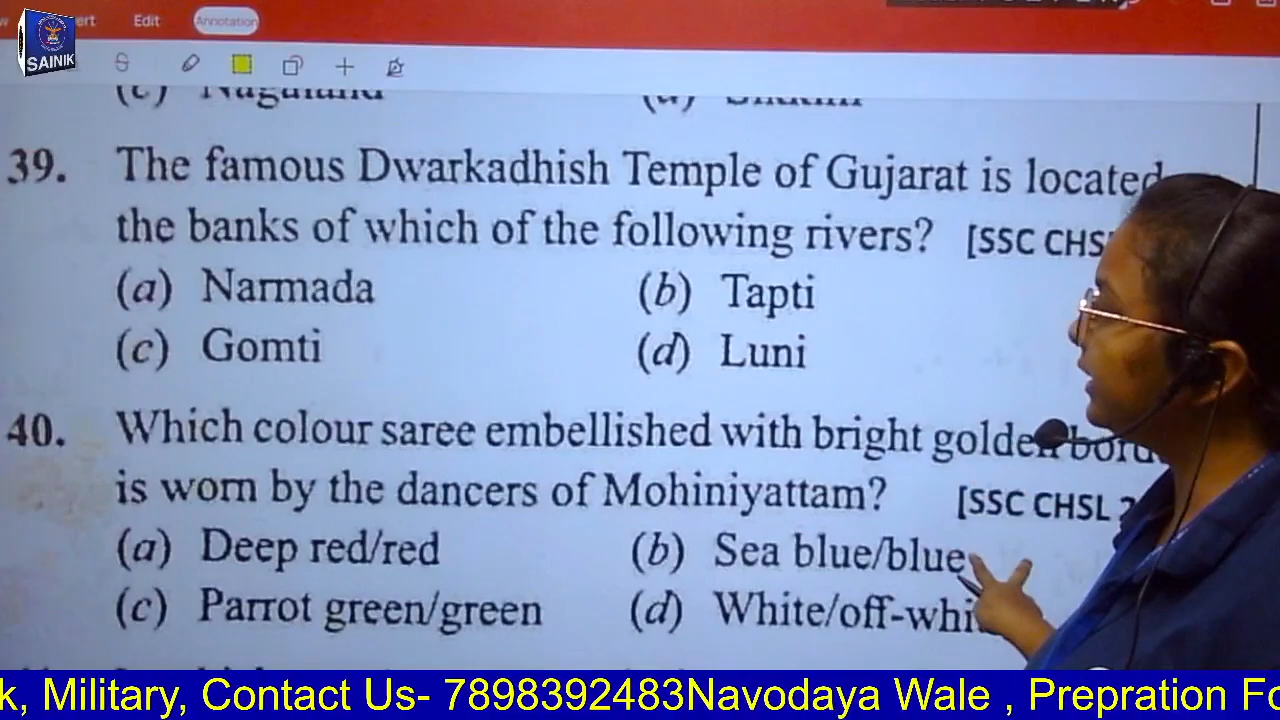 Edit
Annotation
SAINIK
39. The famous Dwarkadhish Temple of Gujarat is located
the banks of which of the following rivers? [SSC CHS
(a) Narmada (b) Tapti
(c) Gomti (d) Luni
40. Which colour saree embellished with bright golden
is worn by the dancers of Mohiniyattam? [SSC CHSL
(a) Deep red/red (b) Sea blue/blue
(c) Parrot green/green (d) White/off-whi
k, Military, Contact Us- 7898392483Navodaya Wale , Prepration Fo